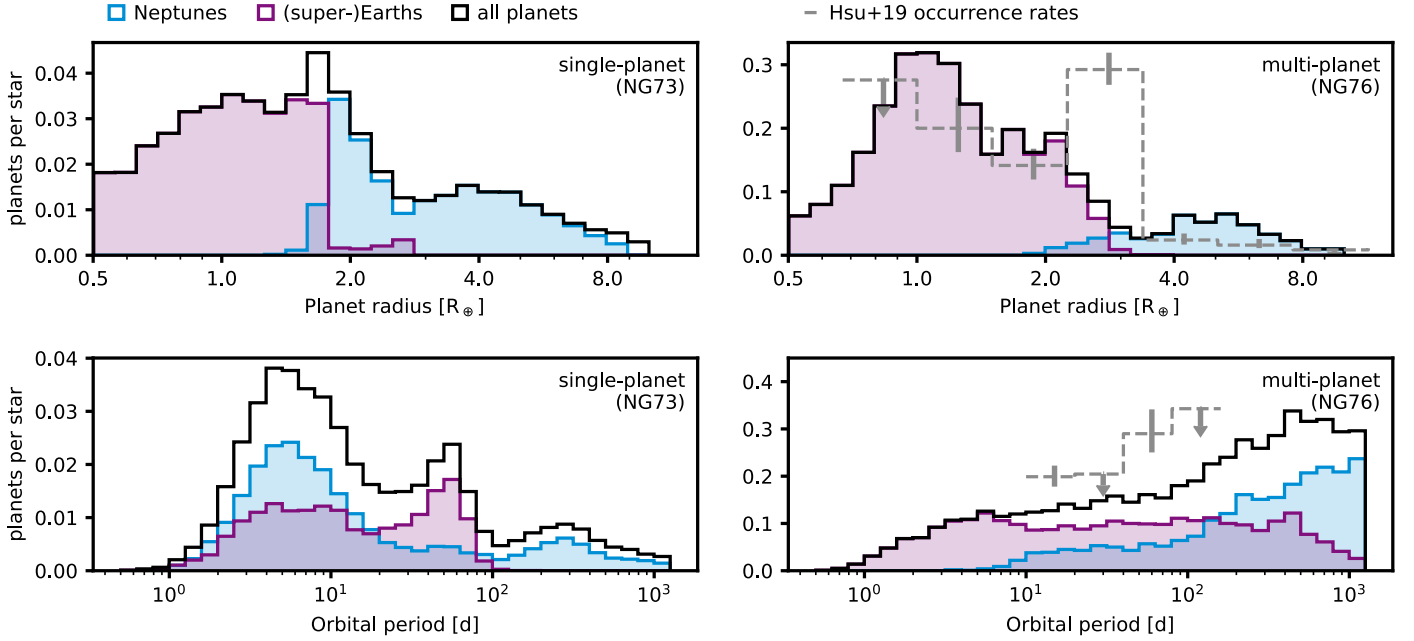 Neptunes (super-)Earths all planets Hsu+19 occurrence rates
single-planet
(NG73)
planets per star
0.04
0.03
0.02
0.01
0.00
0.5 1.0 2.0 4.0 8.0
Planet radius [R⊕]
multi-planet
(NG76)
0.3
0.2
0.1
0.0
0.5 1.0 2.0 4.0 8.0
Planet radius [R⊕]
single-planet
(NG73)
planets per star
0.04
0.03
0.02
0.01
0.00
10⁰ 10¹ 10² 10³
Orbital period [d]
multi-planet
(NG76)
0.4
0.3
0.2
0.1
0.0
10⁰ 10¹ 10² 10³
Orbital period [d]